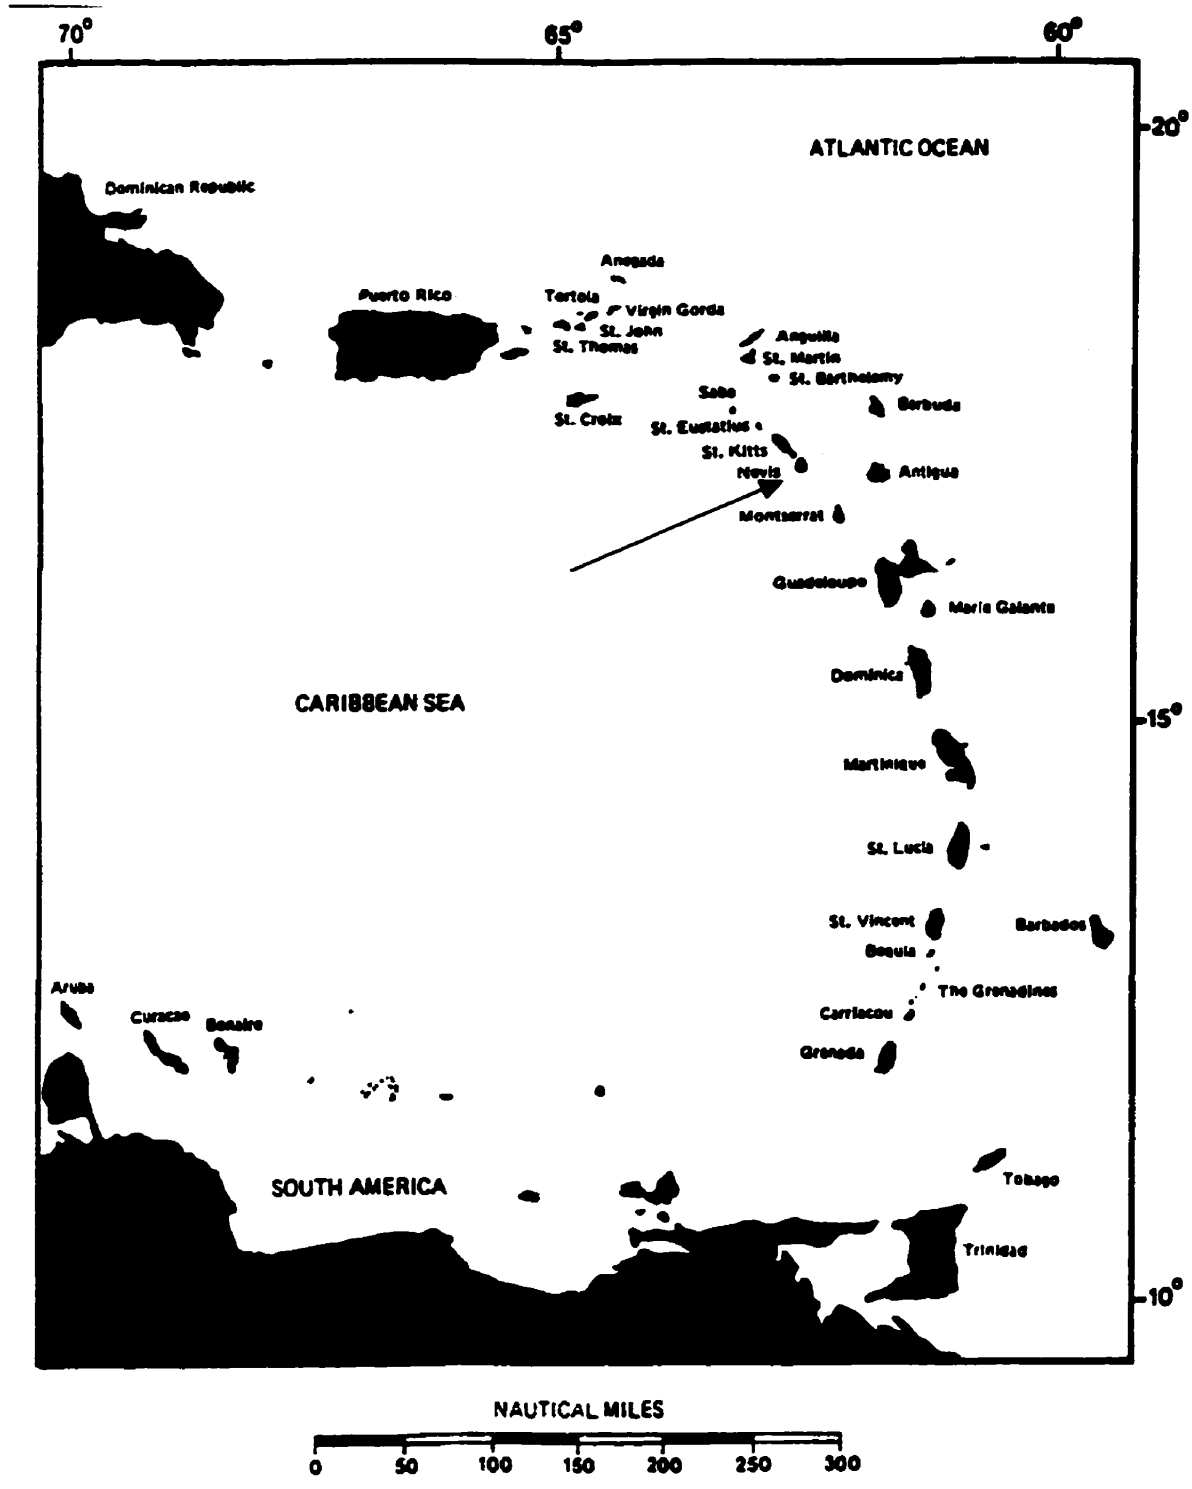 70° 65° 60°
20°
ATLANTIC OCEAN
Dominican Republic
Anegada
Puerto Rico
Tortola
Virgin Gorda
St. John
St. Thomas
Anguilla
St. Martin
St. Bartholomy
Saba
Barbuda
St. Croix
St. Eustatius
St. Kitts
Nevis
Antigua
Montserrat
Guadeloupe
Marie Galante
Dominica
CARIBBEAN SEA
15°
Martinique
St. Lucia
St. Vincent
Barbados
Bequia
Aruba
The Grenadines
Curacao
Bonaire
Carriacou
Grenada
SOUTH AMERICA
Tobago
Trinidad
10°
NAUTICAL MILES
0 50 100 150 200 250 300